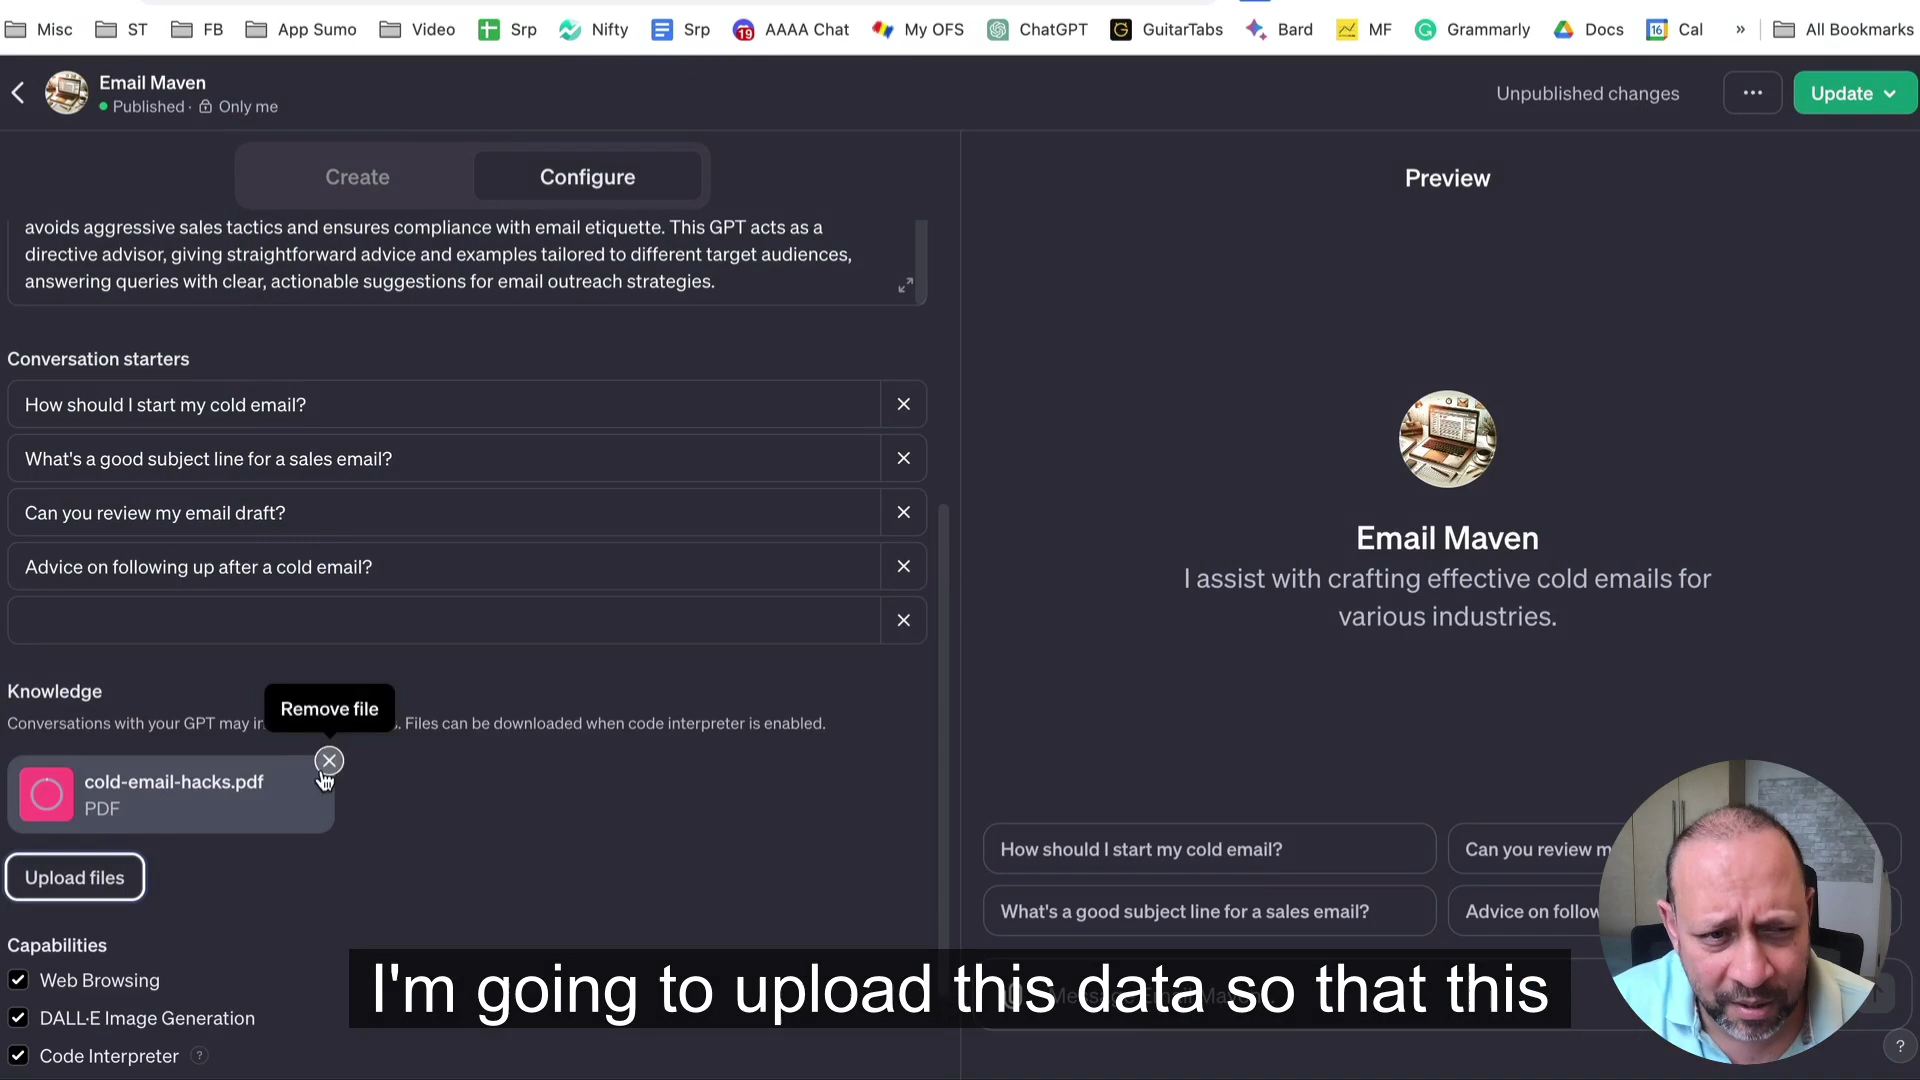 Misc ST FB App Sumo Video Srp Nifty Srp 19 AAAA Chat My OFS ChatGPT G GuitarTabs Bard MF Grammarly Docs 16 Cal » All Bookmarks
Email Maven
Published · Only me
Unpublished changes
Update
Create
Configure
Preview
avoids aggressive sales tactics and ensures compliance with email etiquette. This GPT acts as a
directive advisor, giving straightforward advice and examples tailored to different target audiences,
answering queries with clear, actionable suggestions for email outreach strategies.
Conversation starters
How should I start my cold email?
What's a good subject line for a sales email?
Can you review my email draft?
Advice on following up after a cold email?
Email Maven
I assist with crafting effective cold emails for
various industries.
Knowledge
Remove file
Conversations with your GPT may in
. Files can be downloaded when code interpreter is enabled.
cold-email-hacks.pdf
PDF
Upload files
How should I start my cold email?
Can you review m
What's a good subject line for a sales email?
Advice on follow
Capabilities
Web Browsing
DALL·E Image Generation
Code Interpreter ?
I'm going to upload this data so that this
?